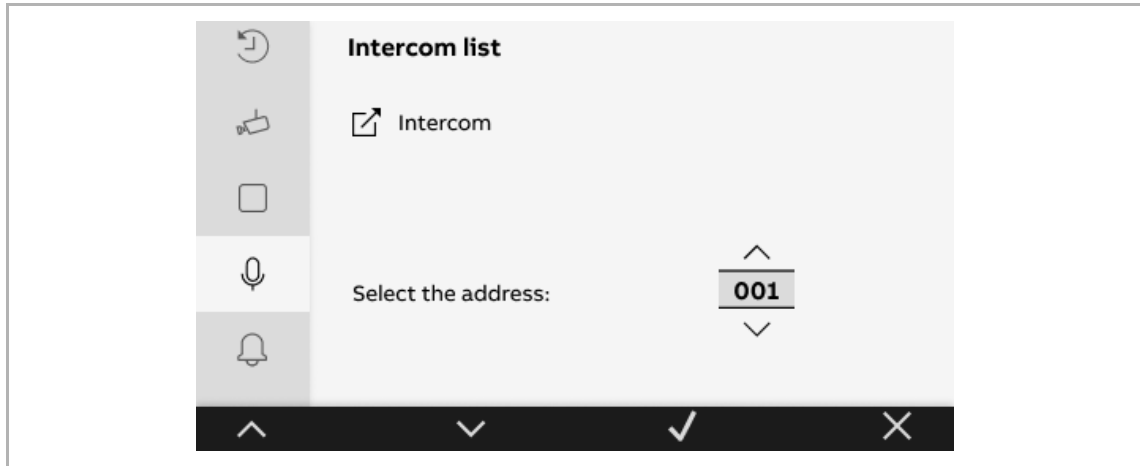 Intercom list
Intercom
Select the address:
001